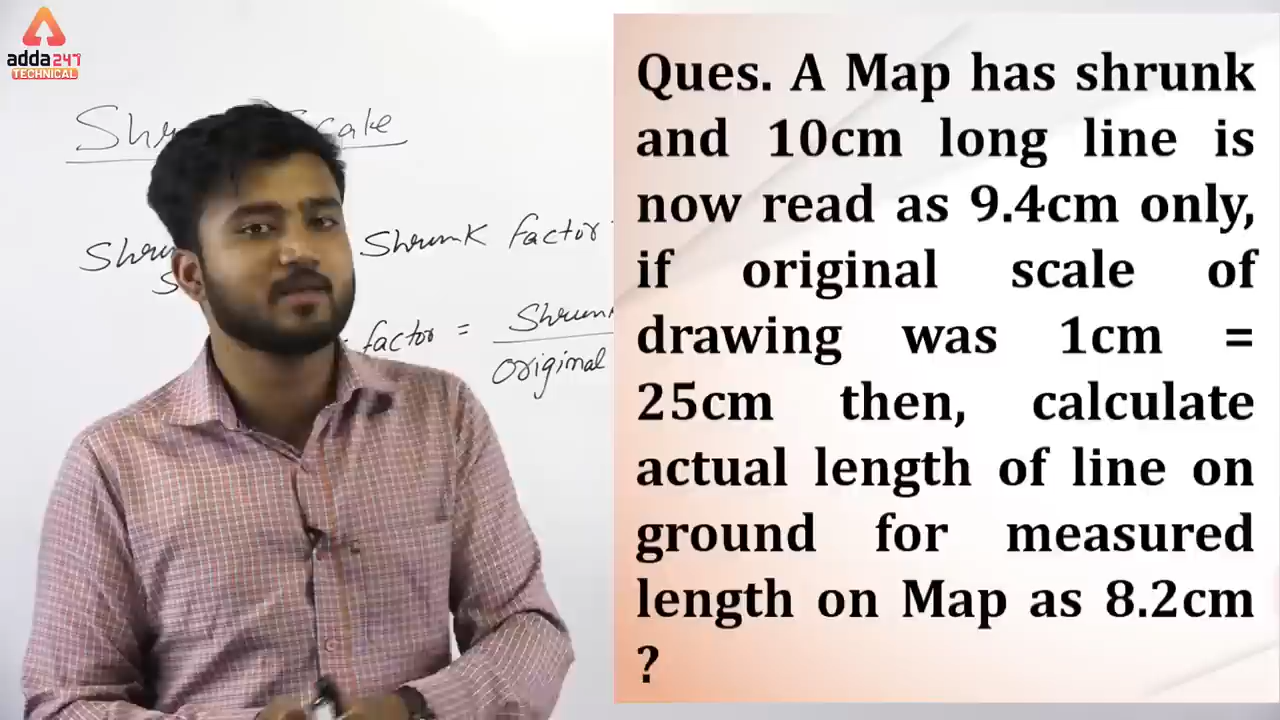 adda247
TECHNICAL
Shr cale
Shru Shrunk factor
S
factor = Shrunk
original
Ques. A Map has shrunk
and 10cm long line is
now read as 9.4cm only,
if original scale of
drawing was 1cm =
25cm then, calculate
actual length of line on
ground for measured
length on Map as 8.2cm
?